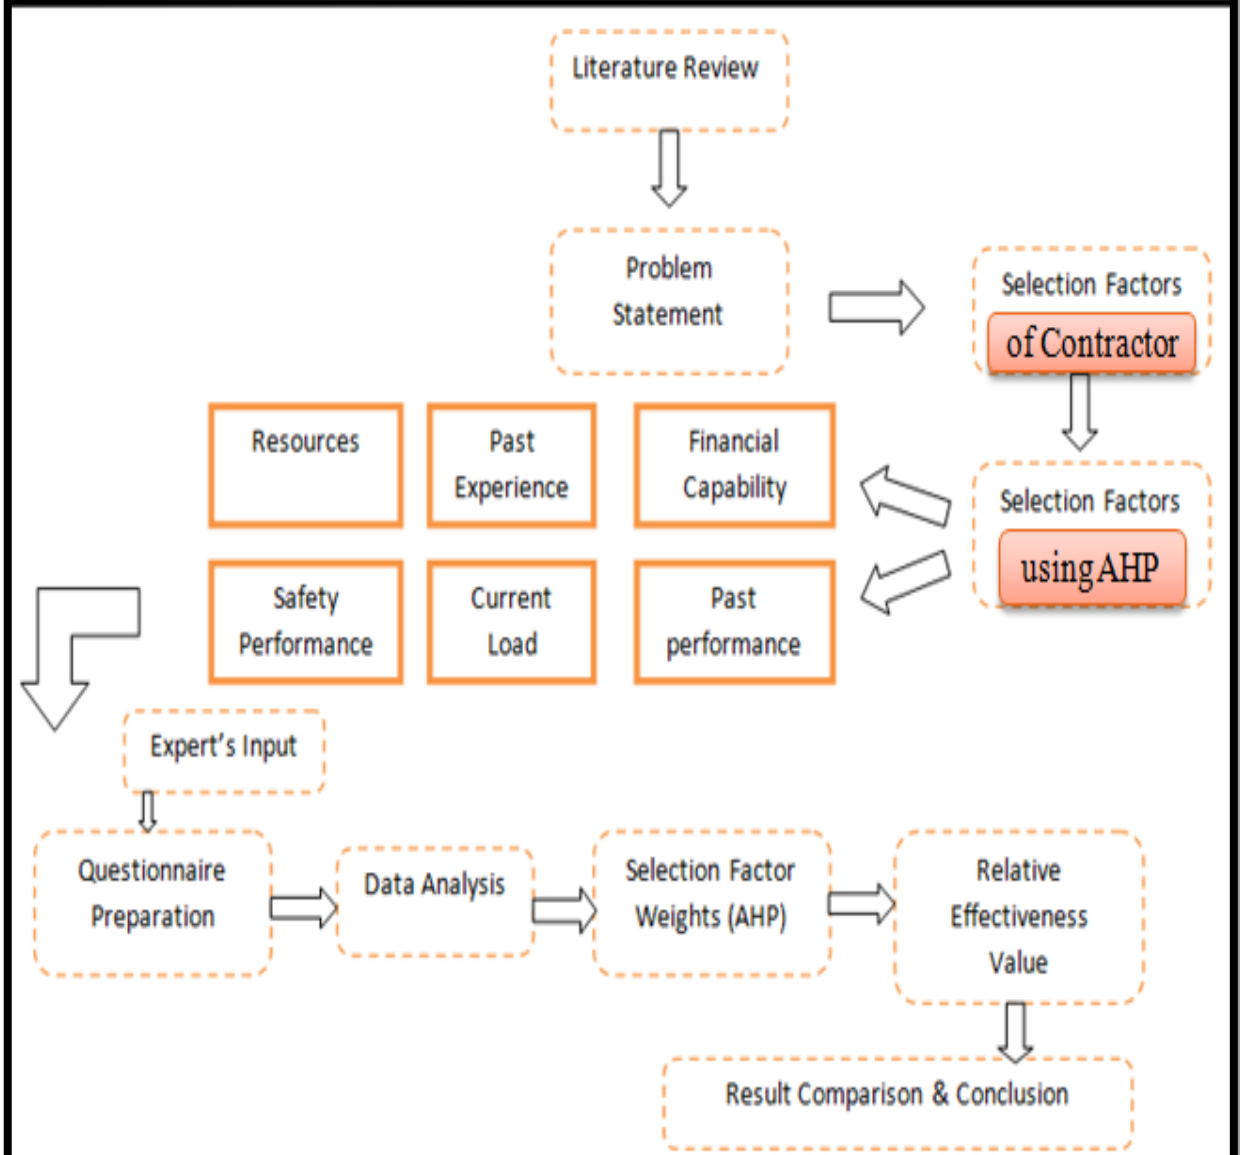 Literature Review
Problem
Statement
Selection Factors
of Contractor
Selection Factors
using AHP
Resources
Past
Experience
Financial
Capability
Safety
Performance
Current
Load
Past
performance
Expert's Input
Questionnaire
Preparation
Data Analysis
Selection Factor
Weights (AHP)
Relative
Effectiveness
Value
Result Comparison & Conclusion